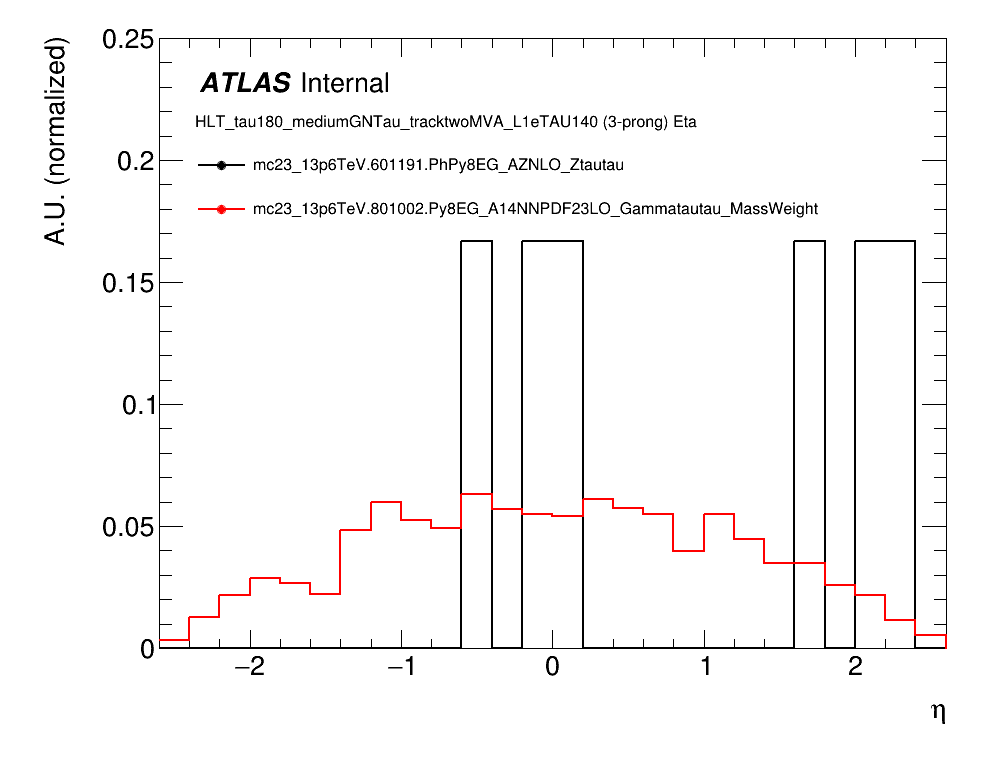 A.U. (normalized)
0.25
0.2
0.15
0.1
0.05
0
ATLAS Internal
HLT_tau180_mediumGNTau_tracktwoMVA_L1eTAU140 (3-prong) Eta
mc23_13p6TeV.601191.PhPy8EG_AZNLO_Ztautau
mc23_13p6TeV.801002.Py8EG_A14NNPDF23LO_Gammatautau_MassWeight
−2 −1 0 1 2
η